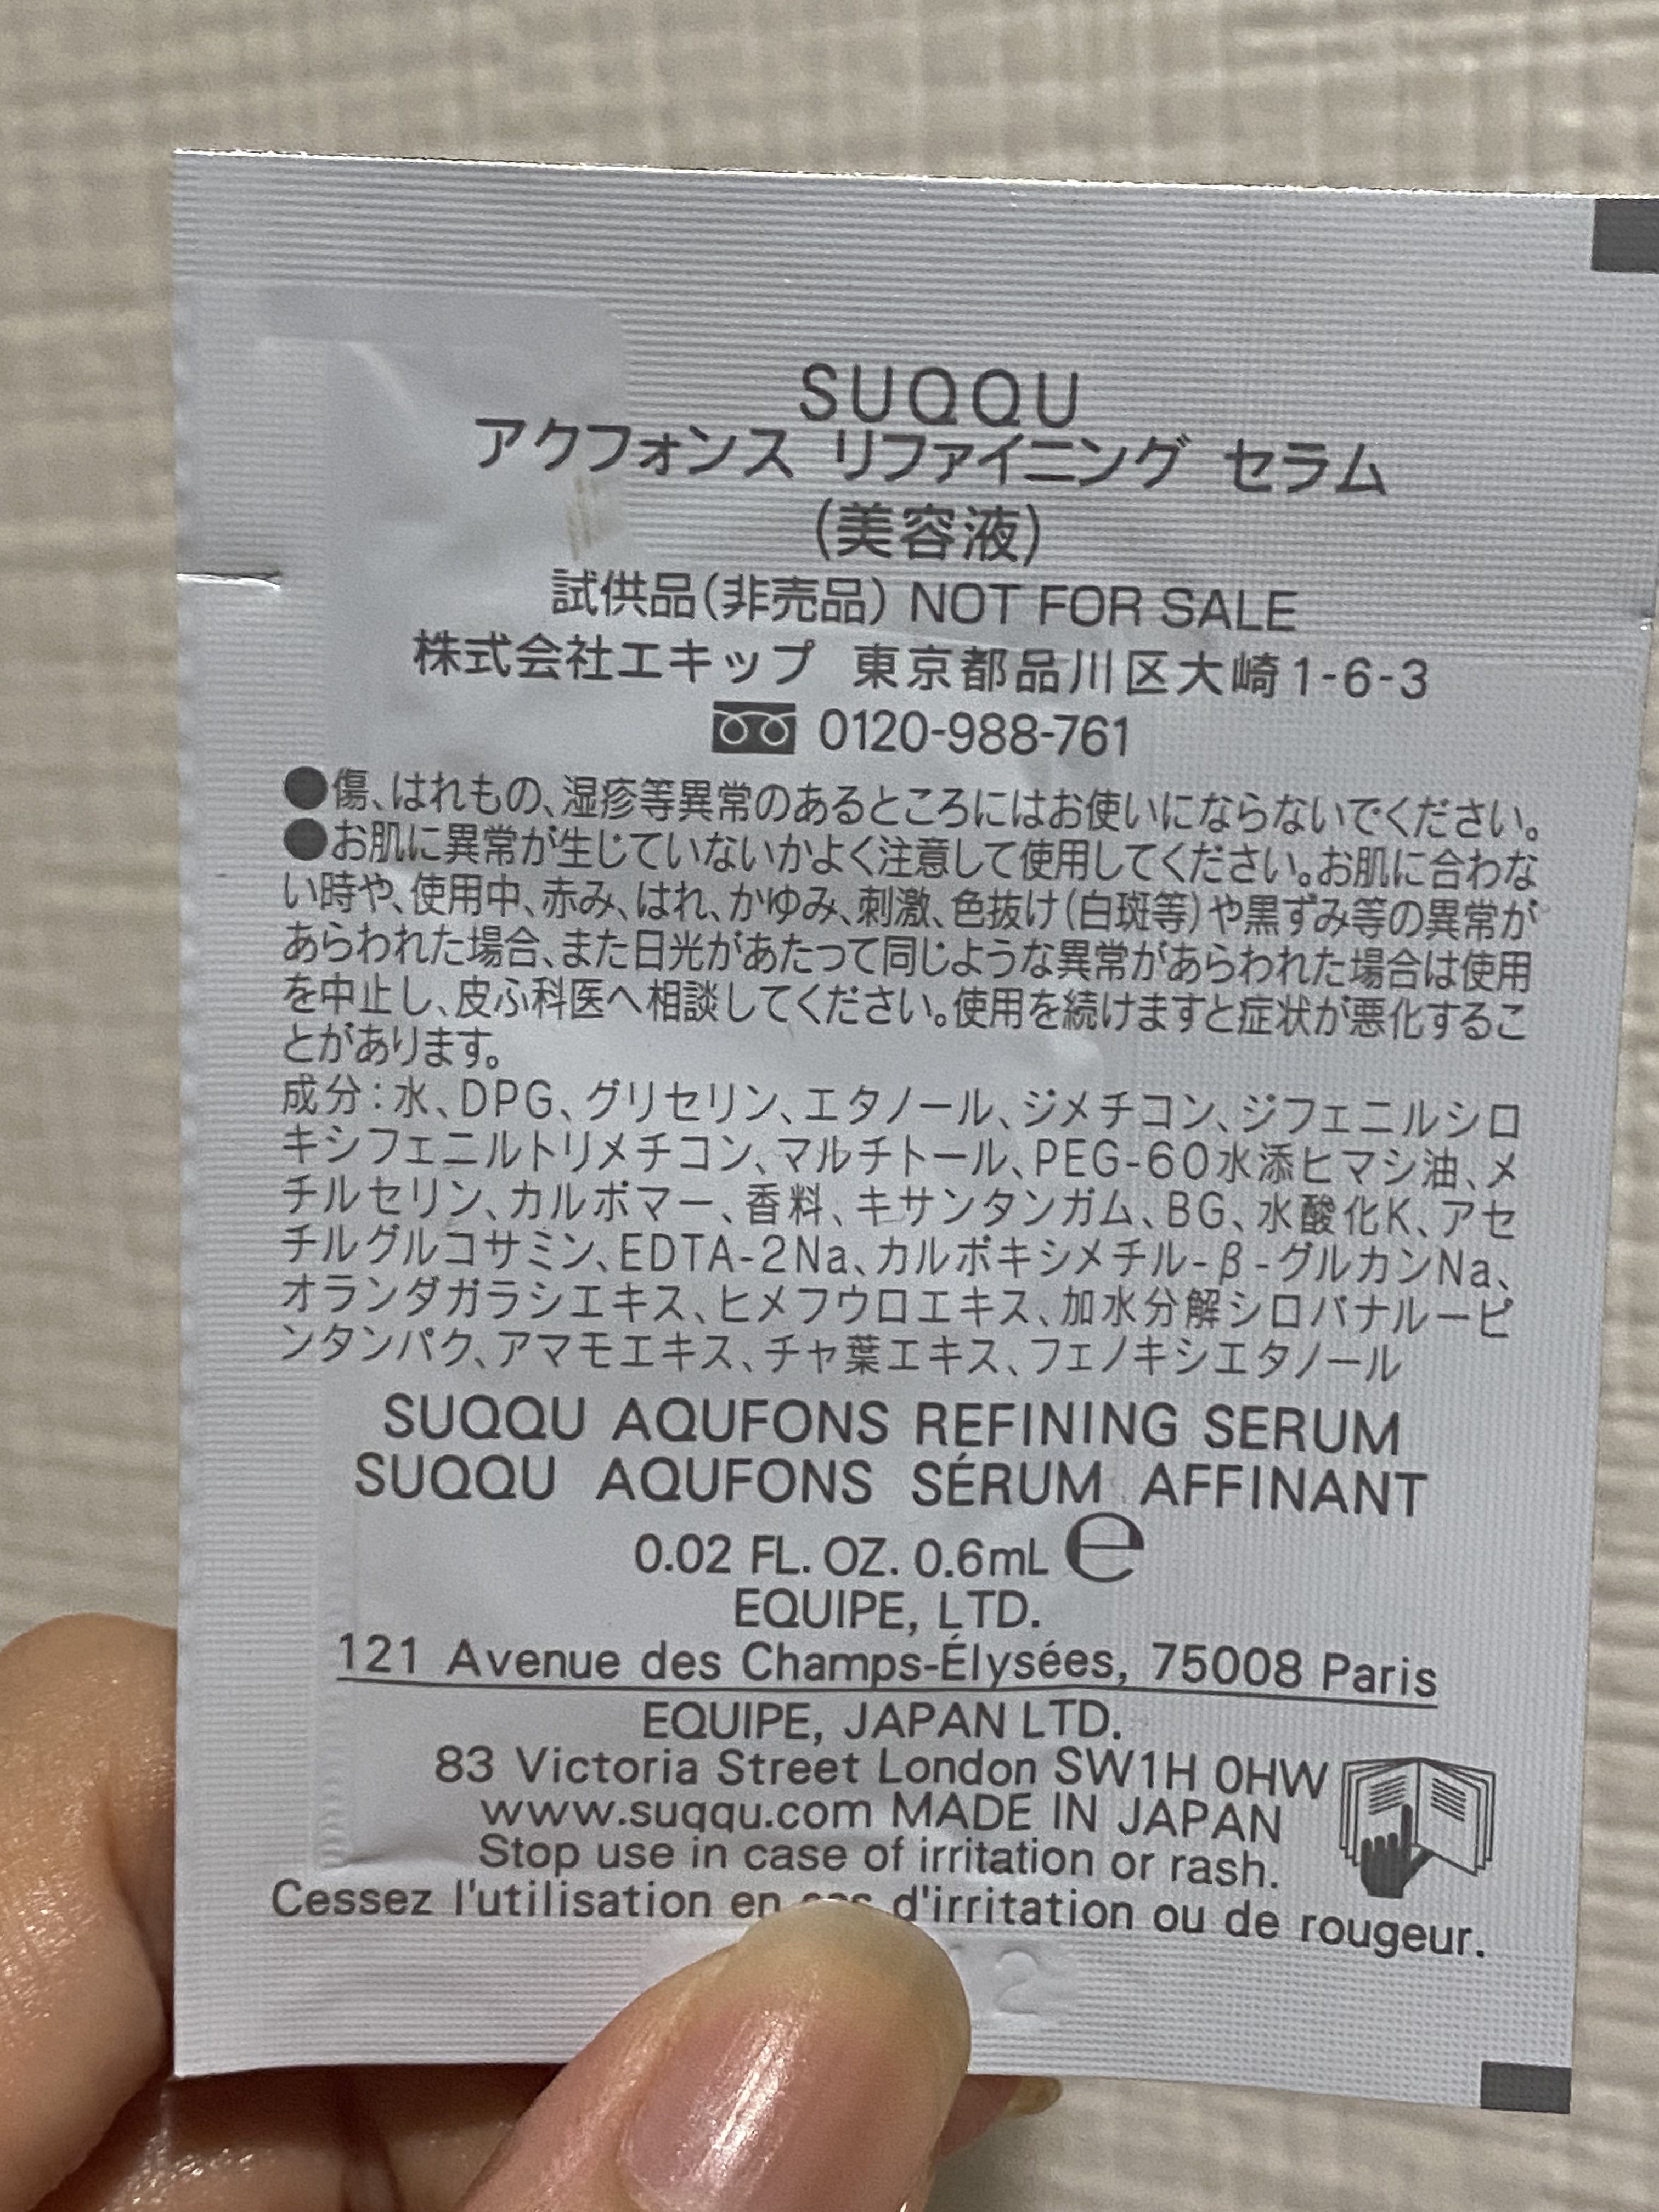 SUQQU
アクフォンス リファイニング セラム
(美容液)
試供品(非売品) NOT FOR SALE
株式会社エキップ 東京都品川区大崎1-6-3
0120-988-761
●傷、はれもの、湿疹等異常のあるところにはお使いにならないでください。
●お肌に異常が生じていないかよく注意して使用してください。お肌に合わな
い時や、使用中、赤み、はれ、かゆみ、刺激、色抜け(白斑等)や黒ずみ等の異常が
あらわれた場合、また日光があたって同じような異常があらわれた場合は使用
を中止し、皮ふ科医へ相談してください。使用を続けますと症状が悪化するこ
とがあります。
成分:水、DPG、グリセリン、エタノール、ジメチコン、ジフェニルシロ
キシフェニルトリメチコン、マルチトール、PEG-60水添ヒマシ油、メ
チルセリン、カルボマー、香料、キサンタンガム、BG、水酸化K、アセ
チルグルコサミン、EDTA-2Na、カルボキシメチル-β-グルカンNa、
オランダガラシエキス、ヒメフウロエキス、加水分解シロバナルーピ
ンタンパク、アマモエキス、チャ葉エキス、フェノキシエタノール
SUQQU AQUFONS REFINING SERUM
SUQQU AQUFONS SÉRUM AFFINANT
0.02 FL. OZ. 0.6mL ℮
EQUIPE, LTD.
121 Avenue des Champs-Élysées, 75008 Paris
EQUIPE, JAPAN LTD.
83 Victoria Street London SW1H 0HW
www.suqqu.com MADE IN JAPAN
Stop use in case of irritation or rash.
Cessez l'utilisation en d'irritation ou de rougeur.